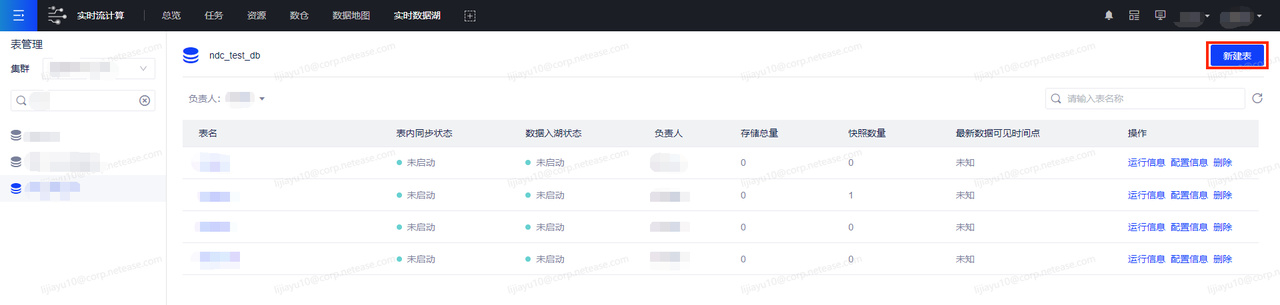 实时流计算 总览 任务 资源 数仓 数据地图 实时数据湖
表管理
集群
ndc_test_db
新建表
负责人:
请输入表名称
表名 表内同步状态 数据入湖状态 负责人 存储总量 快照数量 最新数据可见时间点 操作
未启动 未启动 0 0 未知 运行信息 配置信息 删除
未启动 未启动 0 1 未知 运行信息 配置信息 删除
未启动 未启动 0 0 未知 运行信息 配置信息 删除
未启动 未启动 0 0 未知 运行信息 配置信息 删除
lijiayu10@corp.netease.com